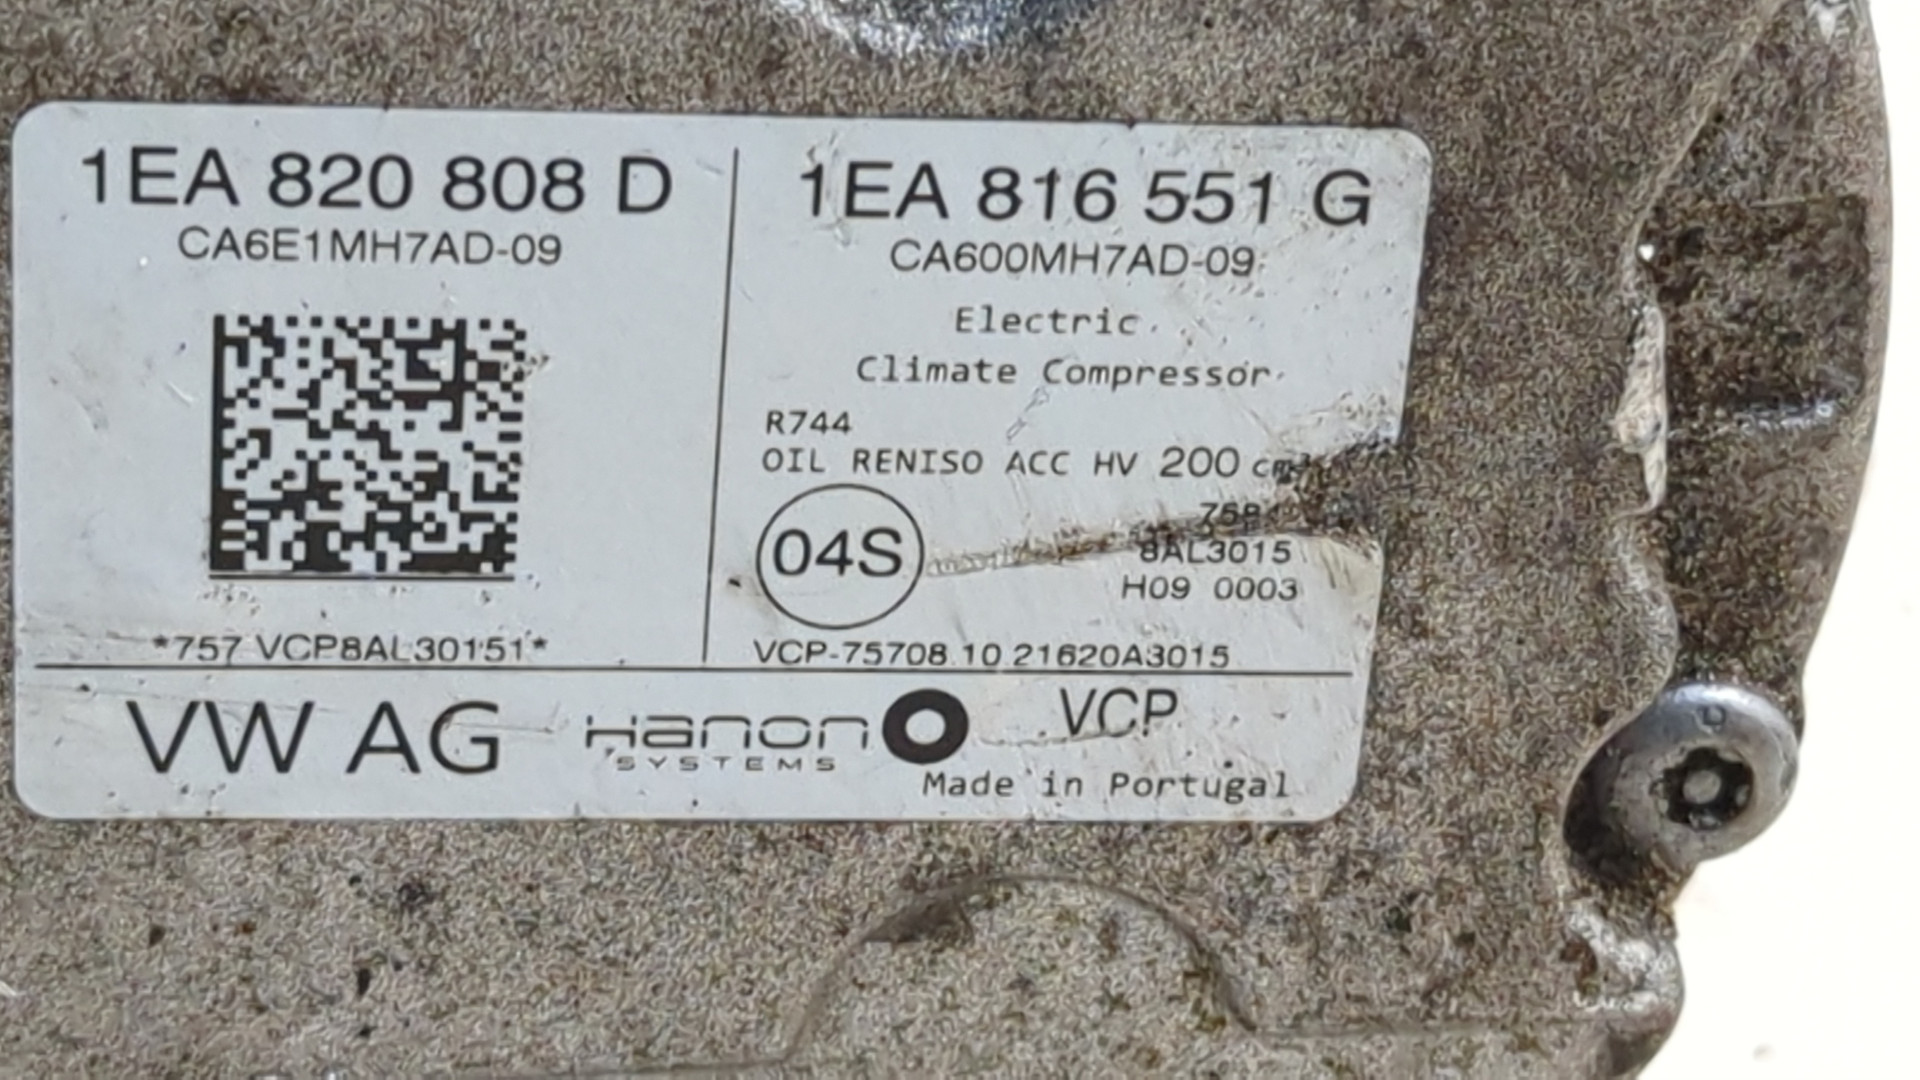 1EA 820 808 D
CA6E1MH7AD-09
*757 VCP8AL30151*
1EA 816 551 G
CA600MH7AD-09
Electric
Climate Compressor
R744
OIL RENISO ACC HV 200 cm³
04S
8AL3015
H09 0003
VCP-75708.10 21620A3015
VW AG
Hanon
SYSTEMS
VCP
Made in Portugal